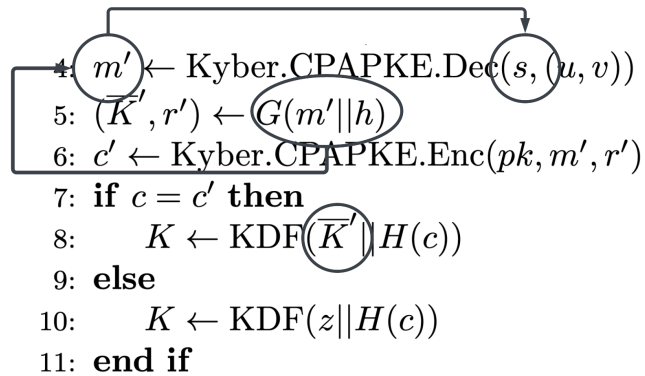 4: m′ ← Kyber.CPAPKE.Dec(s, (u, v))
5: (K̅′, r′) ← G(m′||h)
6: c′ ← Kyber.CPAPKE.Enc(pk, m′, r′)
7: if c = c′ then
8: K ← KDF(K̅′||H(c))
9: else
10: K ← KDF(z||H(c))
11: end if